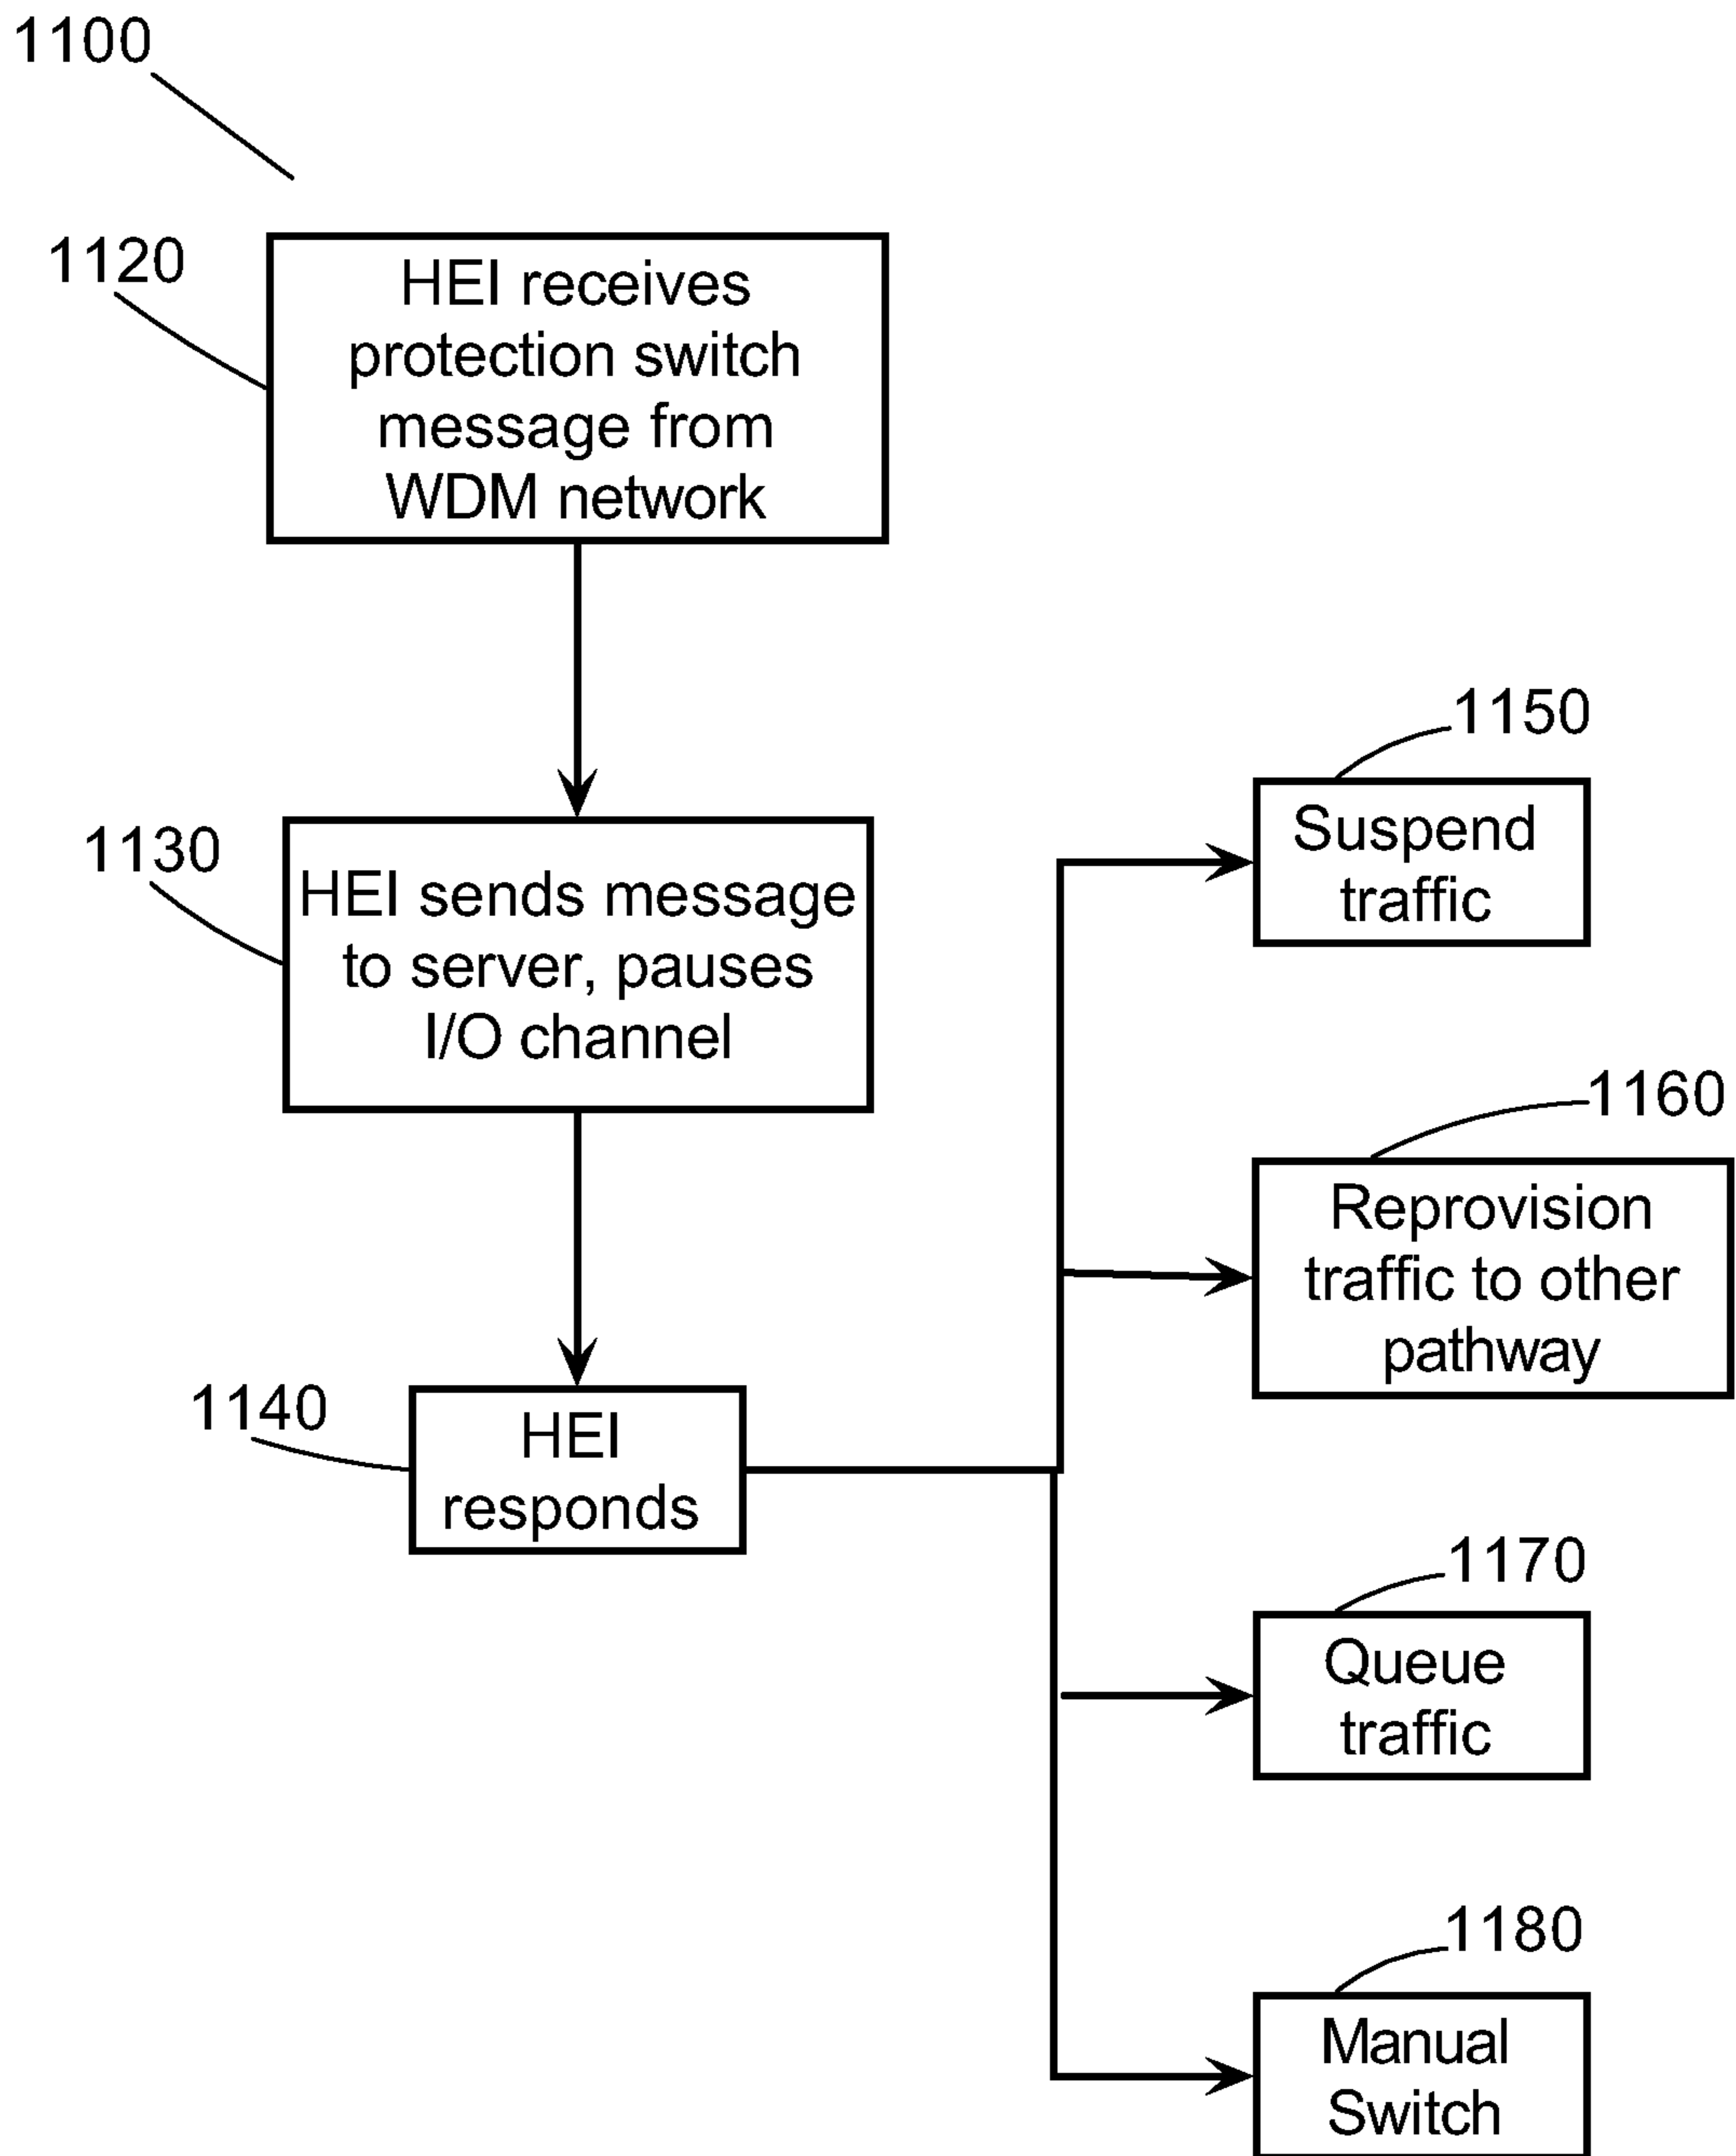 1100
1120
HEI receives
protection switch
message from
WDM network
1130
HEI sends message
to server, pauses
I/O channel
1140
HEI
responds
1150
Suspend
traffic
1160
Reprovision
traffic to other
pathway
1170
Queue
traffic
1180
Manual
Switch